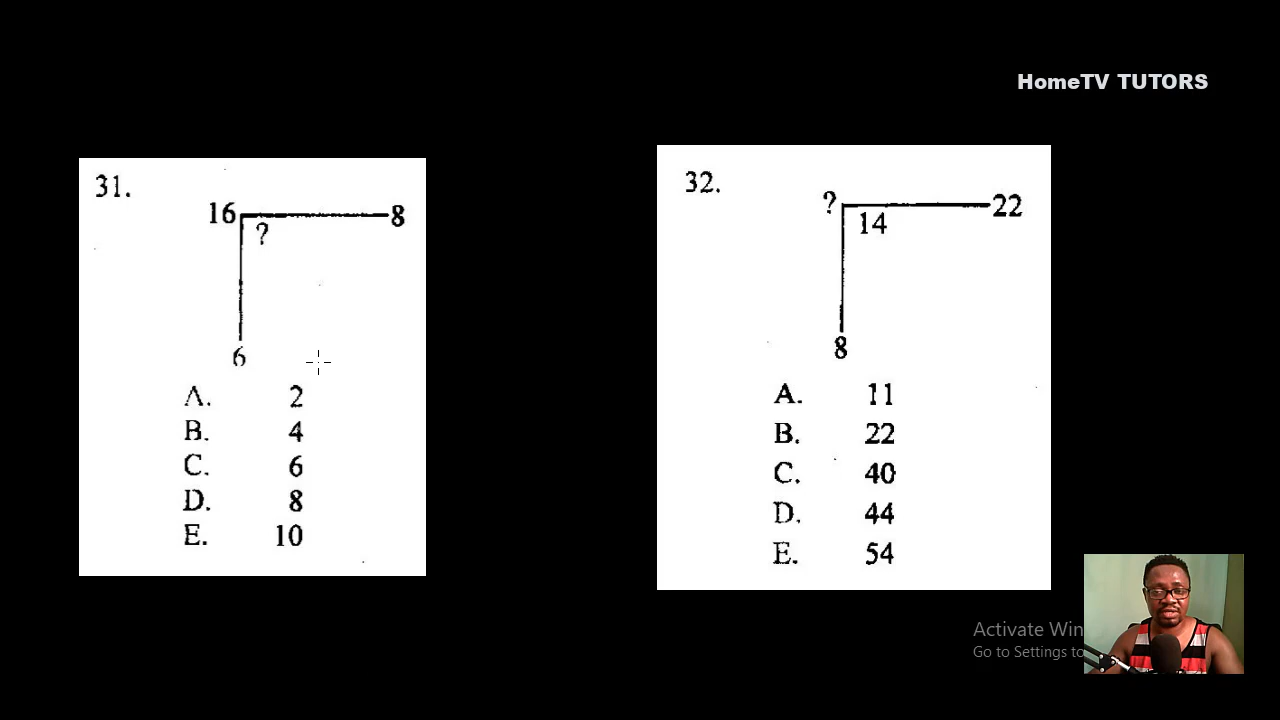 HomeTV TUTORS
31.
16 8
?
6
A. 2
B. 4
C. 6
D. 8
E. 10
32.
? 22
14
8
A. 11
B. 22
C. 40
D. 44
E. 54
Activate Win
Go to Settings to